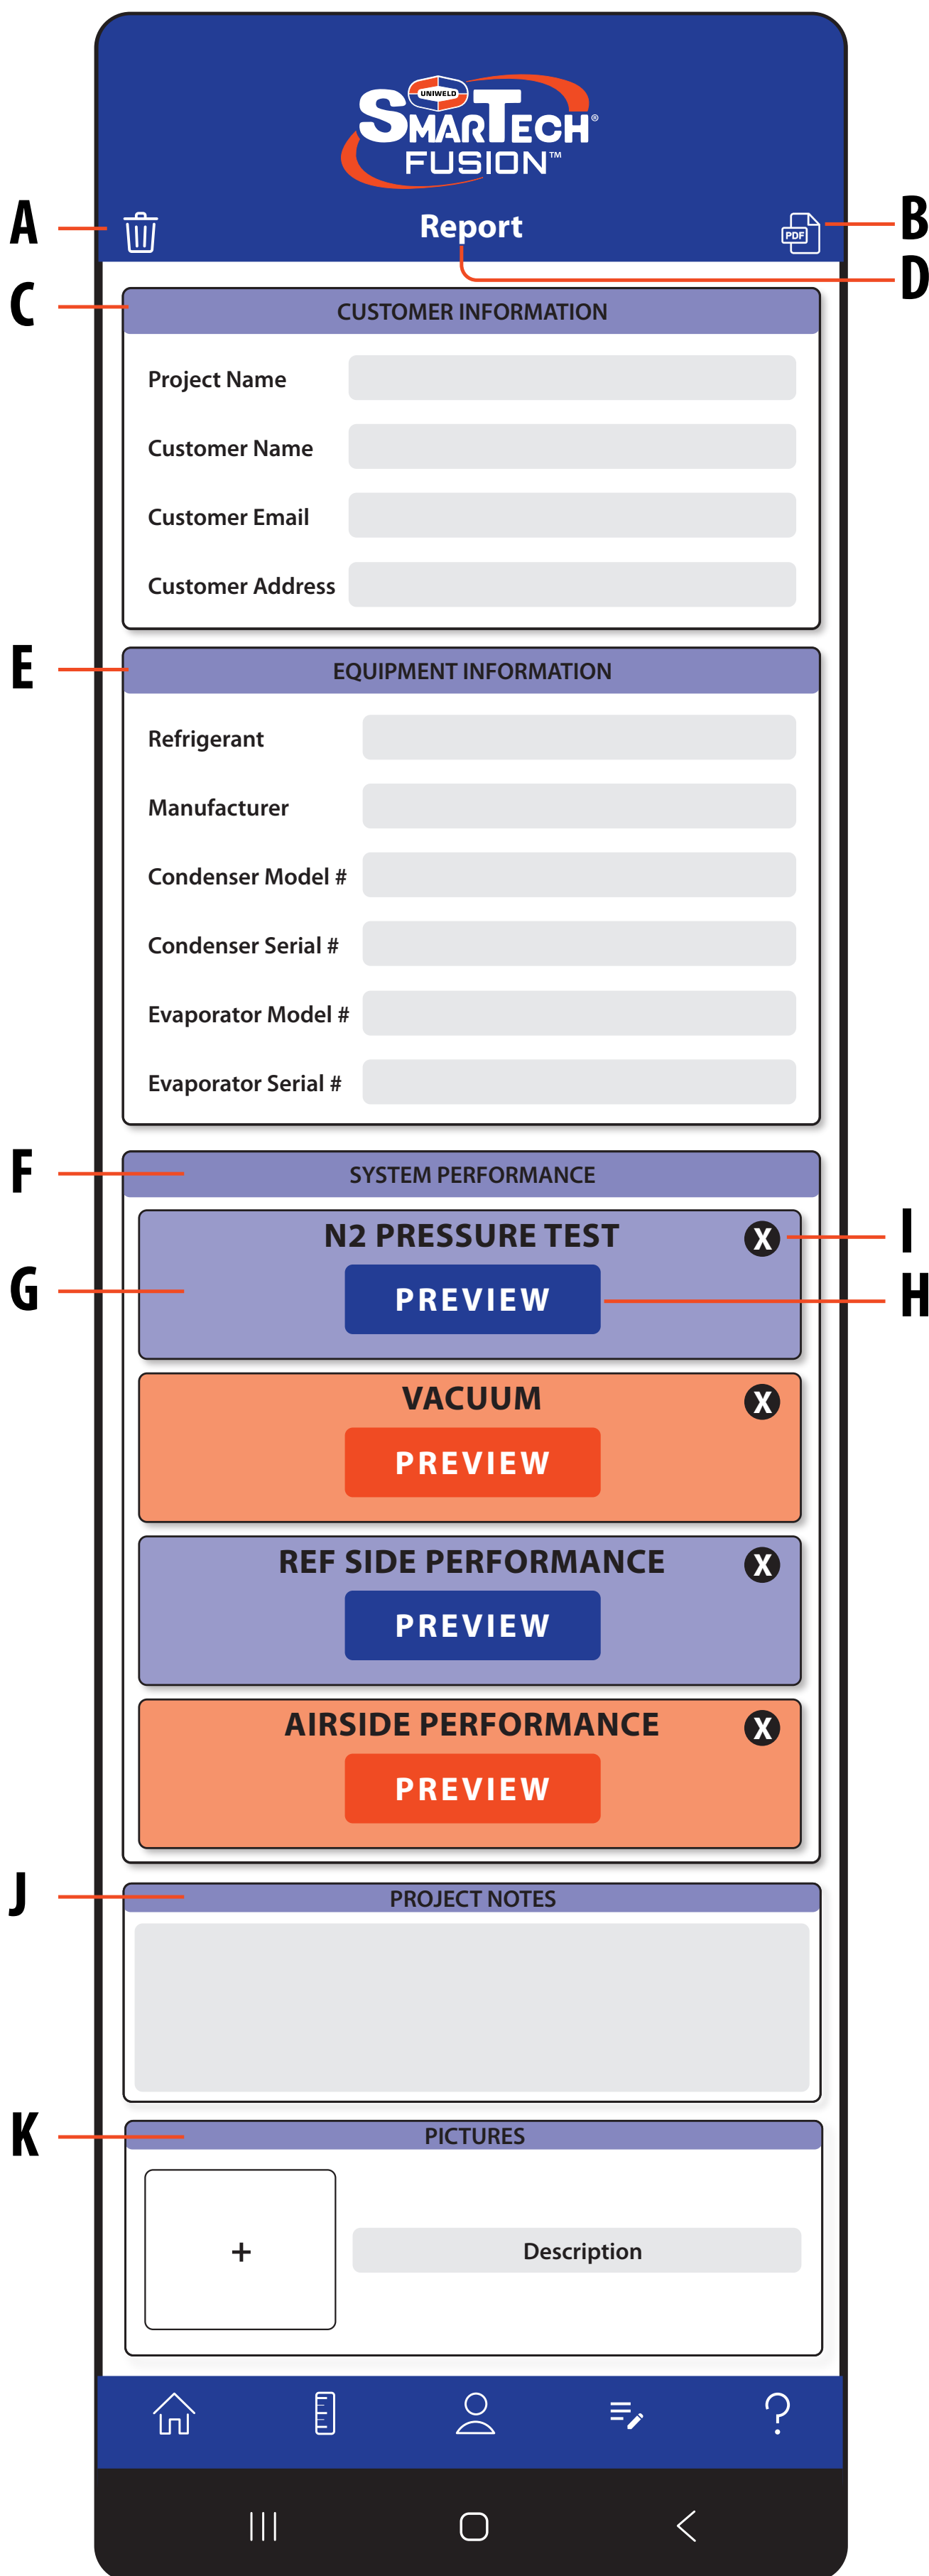 UNIWELD
SMARTECH®
FUSION™
A
Report
PDF
B
D
C
CUSTOMER INFORMATION
Project Name
Customer Name
Customer Email
Customer Address
E
EQUIPMENT INFORMATION
Refrigerant
Manufacturer
Condenser Model #
Condenser Serial #
Evaporator Model #
Evaporator Serial #
F
SYSTEM PERFORMANCE
N2 PRESSURE TEST
X
I
G
PREVIEW
H
VACUUM
X
PREVIEW
REF SIDE PERFORMANCE
X
PREVIEW
AIRSIDE PERFORMANCE
X
PREVIEW
J
PROJECT NOTES
K
PICTURES
+
Description
?